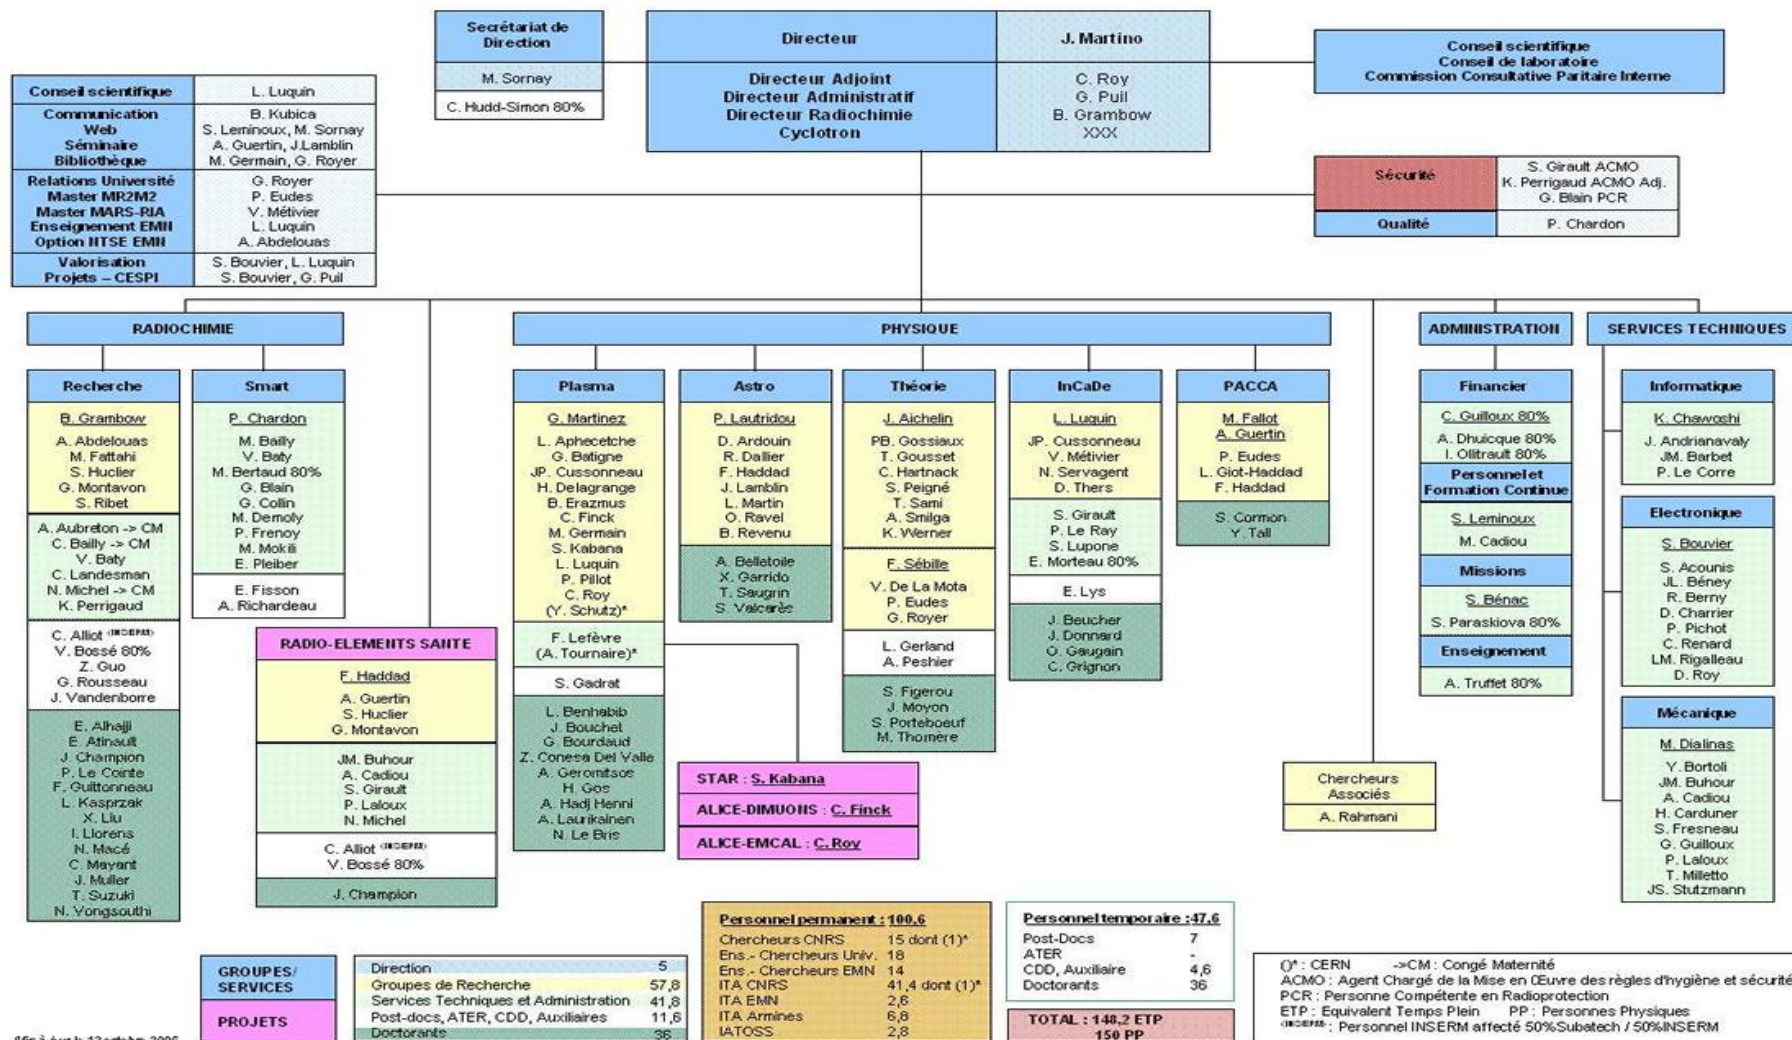 Secrétariat de
Direction
M. Sornay
C. Hudd-Simon 80%
Directeur
J. Martino
Directeur Adjoint
C. Roy
Directeur Administratif
G. Puil
Directeur Radiochimie
B. Grambow
Cyclotron
XXX
Conseil scientifique
Conseil de laboratoire
Commission Consultative Paritaire Interne
Conseil scientifique
L. Luquin
Communication
B. Kubica
Web
S. Leminoux, M. Sornay
Séminaire
A. Guertin, J.Lamblin
Bibliothèque
M. Germain, G. Royer
Relations Université
G. Royer
Master MR2M2
P. Eudes
Master MARS-RIA
V. Métivier
Enseignement EMN
L. Luquin
Option NTSE EMN
A. Abdelouas
Valorisation
S. Bouvier, L. Luquin
Projets – CESPI
S. Bouvier, G. Puil
Sécurité
S. Girault ACMO
K. Perrigaud ACMO Adj.
G. Blain PCR
Qualité
P. Chardon
RADIOCHIMIE
Recherche
B. Grambow
A. Abdelouas
M. Fattahi
S. Huclier
G. Montavon
S. Ribet
A. Aubreton -> CM
C. Bailly -> CM
V. Baty
C. Landesman
N. Michel -> CM
K. Perrigaud
C. Alliot (INSERM)
V. Bossé 80%
Z. Guo
G. Rousseau
J. Vandenborre
E. Alhajji
E. Atinault
J. Champion
P. Le Cointe
F. Guittonneau
L. Kasprzak
X. Liu
I. Llorens
N. Macé
C. Mayant
J. Muller
T. Suzuki
N. Vongsouthi
Smart
P. Chardon
M. Bailly
V. Baty
M. Bertaud 80%
G. Blain
G. Collin
M. Demoly
P. Frenoy
M. Mokili
E. Pleiber
E. Fisson
A. Richardeau
RADIO-ELEMENTS SANTE
F. Haddad
A. Guertin
S. Huclier
G. Montavon
JM. Buhour
A. Cadiou
S. Girault
P. Laloux
N. Michel
C. Alliot (INSERM)
V. Bossé 80%
J. Champion
PHYSIQUE
Plasma
G. Martinez
L. Aphecetche
G. Batigne
JP. Cussonneau
H. Delagrange
B. Erazmus
C. Finck
M. Germain
S. Kabana
L. Luquin
P. Pillot
C. Roy
(Y. Schutz)*
F. Lefèvre
(A. Tournaire)*
S. Gadrat
L. Benhabib
J. Bouchet
G. Bourdaud
Z. Conesa Del Valle
A. Geromitsos
H. Gos
A. Hadj Henni
A. Laurikainen
N. Le Bris
Astro
P. Lautridou
D. Ardouin
R. Dallier
F. Haddad
J. Lamblin
L. Martin
O. Ravel
B. Revenu
A. Belletoile
X. Garrido
T. Saugrin
S. Valcarès
Théorie
J. Aichelin
PB. Gossiaux
T. Gousset
C. Hartnack
S. Peigné
T. Sami
A. Smilga
K. Werner
F. Sébille
V. De La Mota
P. Eudes
G. Royer
L. Gerland
A. Peshier
S. Figerou
J. Moyon
S. Porteboeuf
M. Thomère
InCaDe
L. Luquin
JP. Cussonneau
V. Métivier
N. Servagent
D. Thers
S. Girault
P. Le Ray
S. Lupone
E. Morteau 80%
E. Lys
J. Beucher
J. Donnard
O. Gaugain
C. Grignon
PACCA
M. Fallot
A. Guertin
P. Eudes
L. Giot-Haddad
F. Haddad
S. Cormon
Y. Tall
STAR : S. Kabana
ALICE-DIMUONS : C. Finck
ALICE-EMCAL : C. Roy
Chercheurs
Associés
A. Rahmani
ADMINISTRATION
Financier
C. Guilloux 80%
A. Dhuicque 80%
I. Ollitrault 80%
Personnel et
Formation Continue
S. Leminoux
M. Cadiou
Missions
S. Bénac
S. Paraskiova 80%
Enseignement
A. Truffet 80%
SERVICES TECHNIQUES
Informatique
K. Chawoshi
J. Andrianavaly
JM. Barbet
P. Le Corre
Electronique
S. Bouvier
S. Acounis
JL. Béney
R. Berny
D. Charrier
P. Pichot
C. Renard
LM. Rigalleau
D. Roy
Mécanique
M. Dialinas
Y. Bortoli
JM. Buhour
A. Cadiou
H. Carduner
S. Fresneau
G. Guilloux
P. Laloux
T. Milletto
JS. Stutzmann
GROUPES/
SERVICES
PROJETS
Direction 5
Groupes de Recherche 57,8
Services Techniques et Administration 41,8
Post-docs, ATER, CDD, Auxiliaires 11,6
Doctorants 36
Personnel permanent : 100,6
Chercheurs CNRS 15 dont (1)*
Ens.- Chercheurs Univ. 18
Ens.- Chercheurs EMN 14
ITA CNRS 41,4 dont (1)*
ITA EMN 2,6
ITA Armines 6,8
IATOSS 2,8
Personnel temporaire :47,6
Post-Docs 7
ATER -
CDD, Auxiliaire 4,6
Doctorants 36
TOTAL : 148,2 ETP
150 PP
()* : CERN ->CM : Congé Maternité
ACMO : Agent Chargé de la Mise en Œuvre des règles d'hygiène et sécurité
PCR : Personne Compétente en Radioprotection
ETP : Equivalent Temps Plein PP : Personnes Physiques
(INSERM) : Personnel INSERM affecté 50%Subatech / 50%INSERM